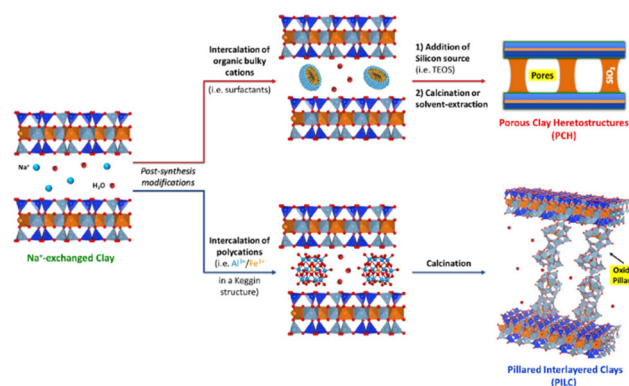 Intercalation of
organic bulky
cations
(i.e. surfactants)
1) Addition of
Silicon source
(i.e. TEOS)
2) Calcination or
solvent-extraction
Pores
SiO₂
Porous Clay Heretostructures
(PCH)
Na⁺
H₂O
Na⁺-exchanged Clay
Post-synthesis
modifications
Intercalation of
polycations
(i.e. Al³⁺/Fe³⁺
in a Keggin
structure)
Calcination
Oxid
Pillar
Pillared Interlayered Clays
(PILC)